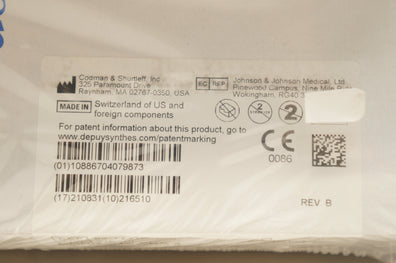 Codman & Shurtleff, Inc.
325 Paramount Drive
Raynham, MA 02767-0350, USA
EC REP
Johnson & Johnson Medical, Ltd
Pinewood Campus, Nine Mile
Wokingham, RG40 3
MADE IN Switzerland of US and
foreign components
2
2
For patent information about this product, go to
www.depuysynthes.com/patentmarking
CE
0086
(01)10886704079873
(17)210831(10)216510
REV B